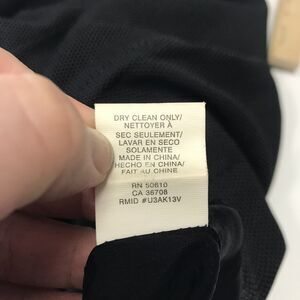 DRY CLEAN ONLY/
NETTOYER À
SEC SEULEMENT/
LAVAR EN SECO
SOLAMENTE
MADE IN CHINA/
HECHO EN CHINA/
FAIT AU CHINE
RN 50610
CA 36708
RMID #U3AK13V